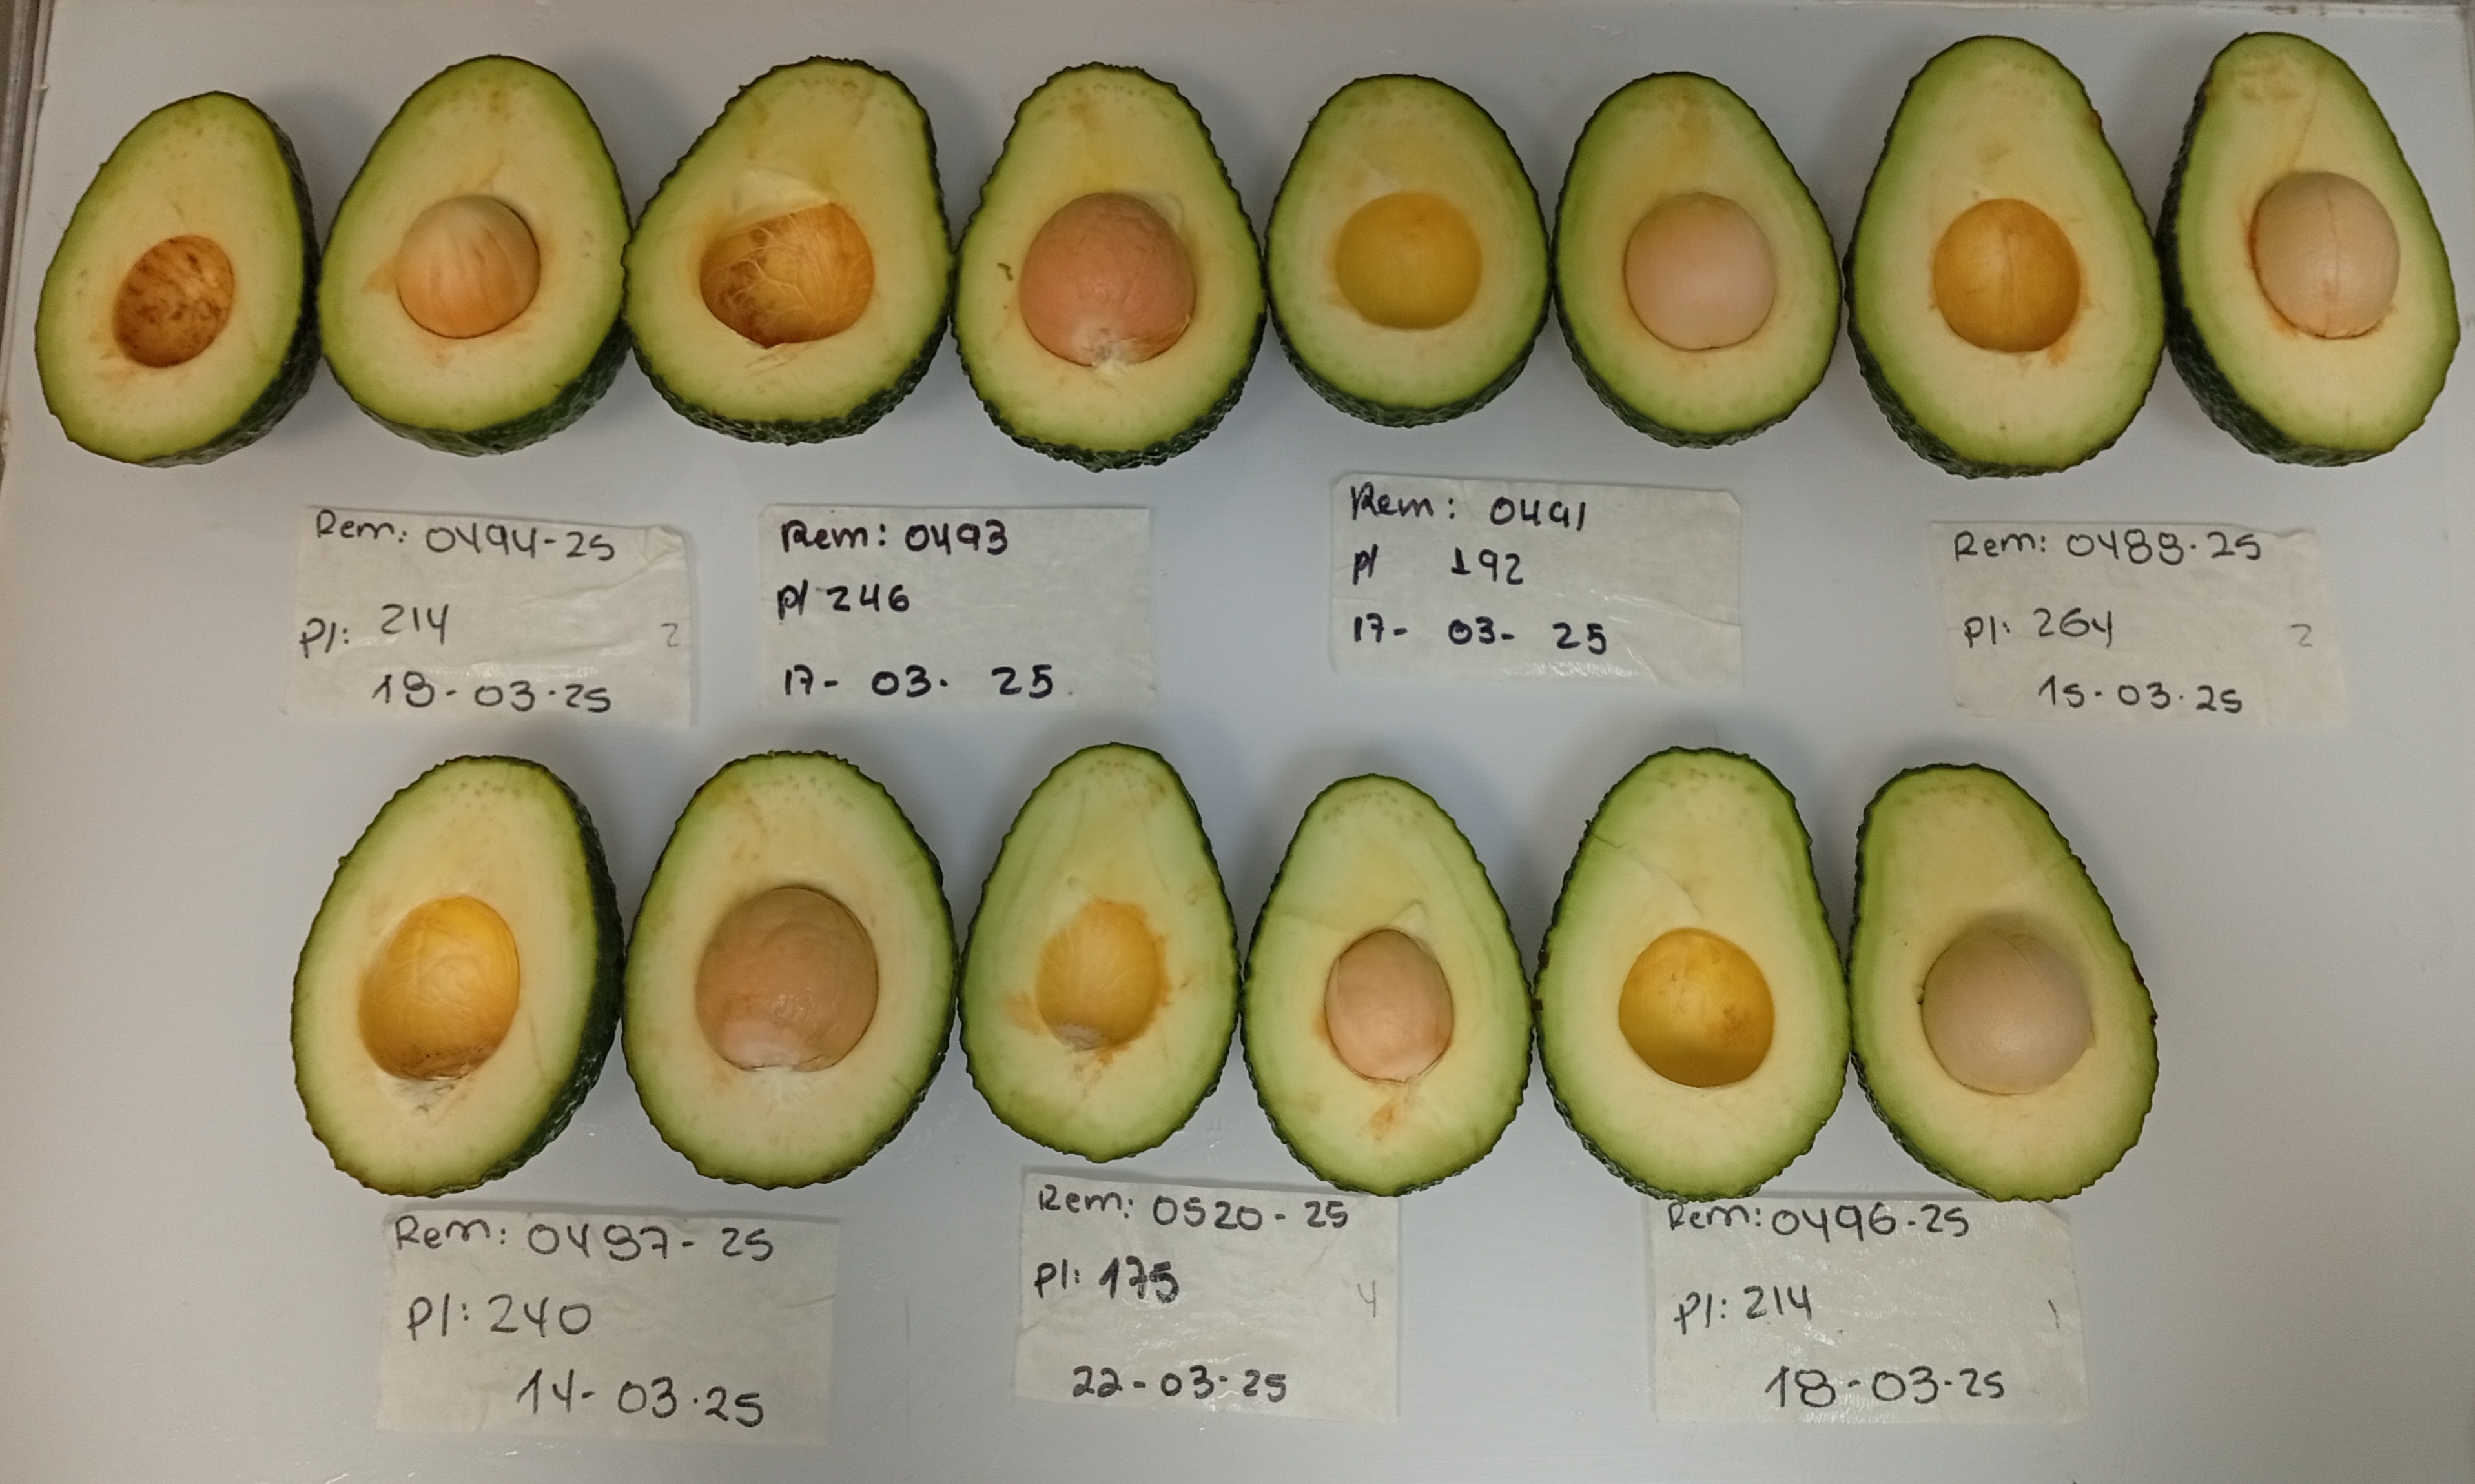 Rem: 0494-25
Pl: 214 2
18-03-25
Rem: 0493
Pl 246
17-03-25
Rem: 0491
Pl 192
17-03-25
Rem: 0488-25
Pl: 264 2
15-03-25
Rem: 0487-25
Pl: 240
14-03-25
Rem: 0520-25
Pl: 175 4
22-03-25
Rem: 0496-25
Pl: 214 1
18-03-25